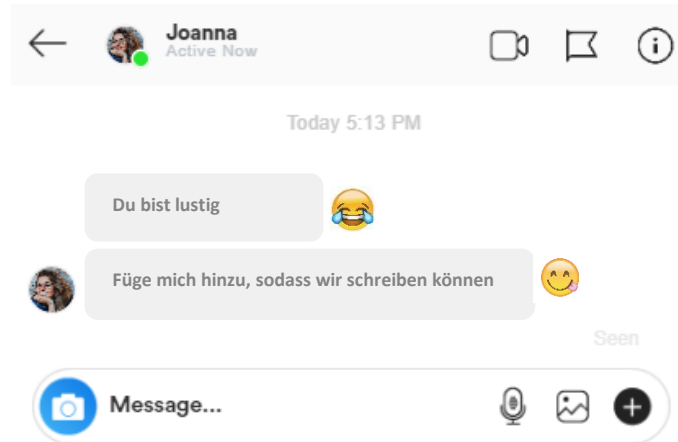 Joanna
Active Now
Today 5:13 PM
Du bist lustig
Füge mich hinzu, sodass wir schreiben können
Seen
Message...